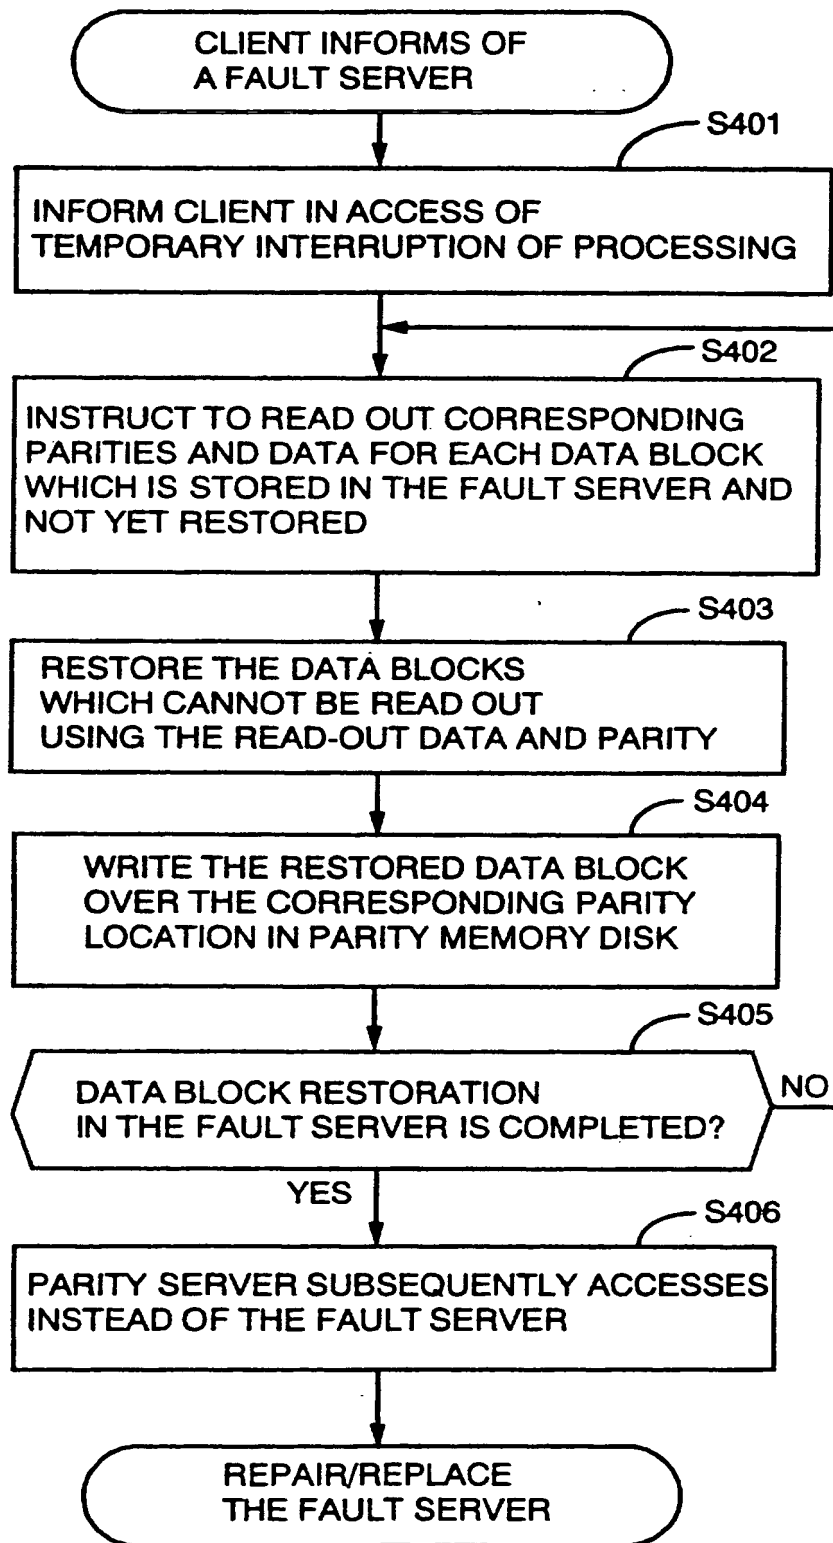 CLIENT INFORMS OF
A FAULT SERVER
S401
INFORM CLIENT IN ACCESS OF
TEMPORARY INTERRUPTION OF PROCESSING
S402
INSTRUCT TO READ OUT CORRESPONDING
PARITIES AND DATA FOR EACH DATA BLOCK
WHICH IS STORED IN THE FAULT SERVER AND
NOT YET RESTORED
S403
RESTORE THE DATA BLOCKS
WHICH CANNOT BE READ OUT
USING THE READ-OUT DATA AND PARITY
S404
WRITE THE RESTORED DATA BLOCK
OVER THE CORRESPONDING PARITY
LOCATION IN PARITY MEMORY DISK
S405
DATA BLOCK RESTORATION
IN THE FAULT SERVER IS COMPLETED?
NO
YES
S406
PARITY SERVER SUBSEQUENTLY ACCESSES
INSTEAD OF THE FAULT SERVER
REPAIR/REPLACE
THE FAULT SERVER